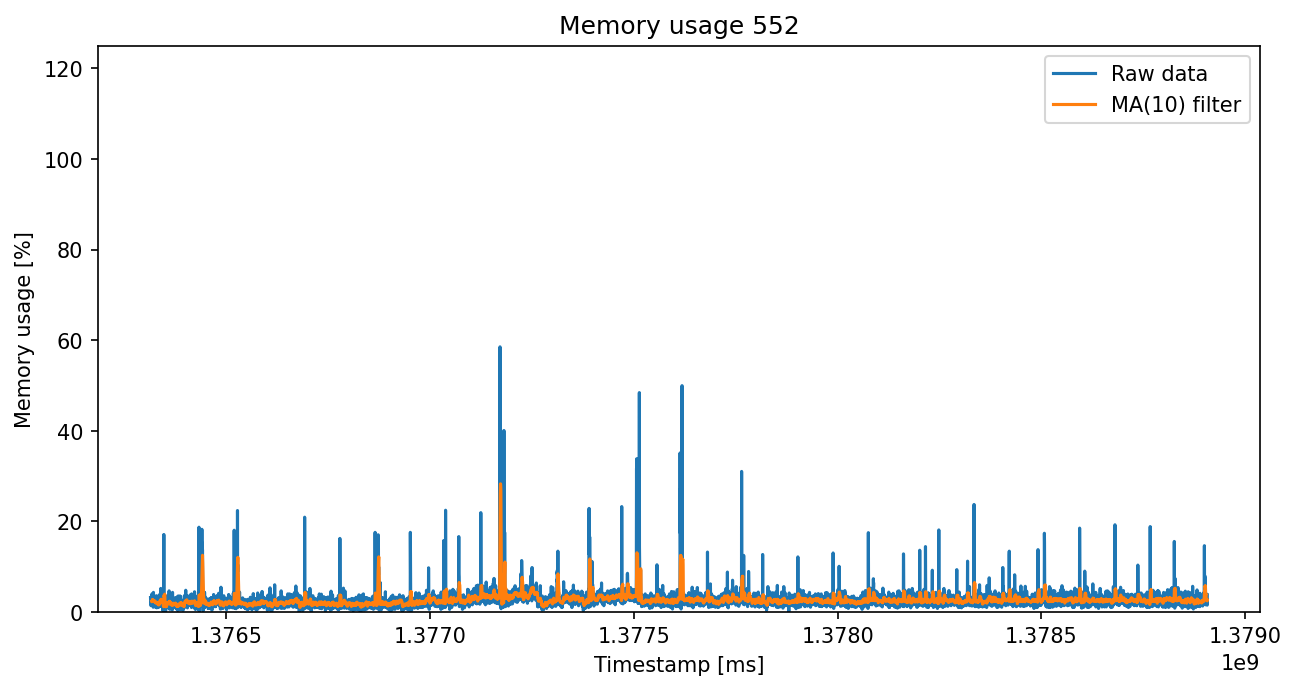 Memory usage 552
Raw data
MA(10) filter
Memory usage [%]
120
100
80
60
40
20
0
1.3765 1.3770 1.3775 1.3780 1.3785 1.3790
1e9
Timestamp [ms]